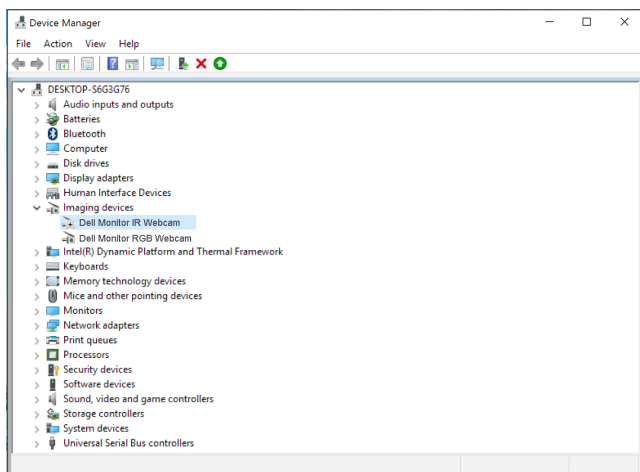 Device Manager
File Action View Help
DESKTOP-S6G3G76
Audio inputs and outputs
Batteries
Bluetooth
Computer
Disk drives
Display adapters
Human Interface Devices
Imaging devices
Dell Monitor IR Webcam
Dell Monitor RGB Webcam
Intel(R) Dynamic Platform and Thermal Framework
Keyboards
Memory technology devices
Mice and other pointing devices
Monitors
Network adapters
Print queues
Processors
Security devices
Software devices
Sound, video and game controllers
Storage controllers
System devices
Universal Serial Bus controllers